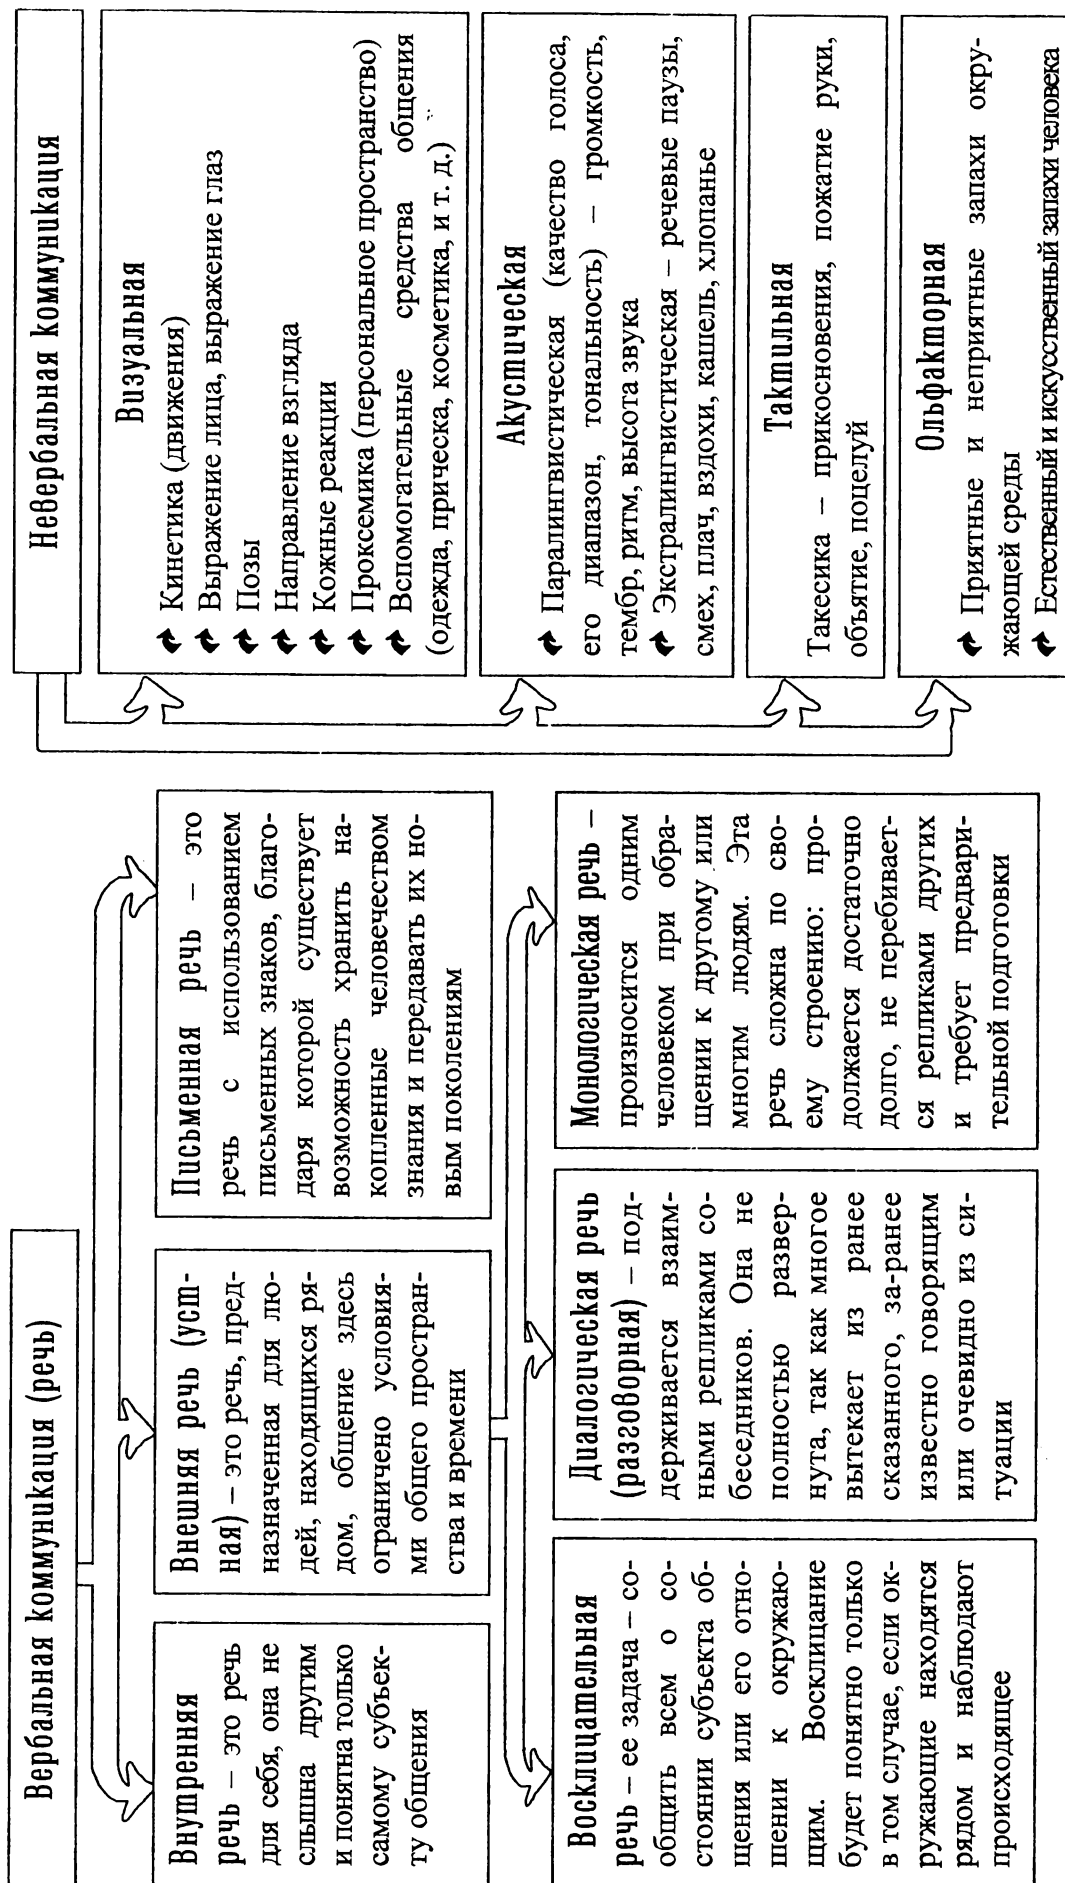 Вербальная коммуникация (речь)
Внутренняя
речь – это речь
для себя, она не
слышна другим
и понятна только
самому субъек-
ту общения
Внешняя речь (уст-
ная) – это речь, пред-
назначенная для лю-
дей, находящихся ря-
дом, общение здесь
ограничено условия-
ми общего простран-
ства и времени
Письменная речь – это
речь с использованием
письменных знаков, благо-
даря которой существует
возможность хранить на-
копленные человечеством
знания и передавать их но-
вым поколениям
Восклицательная
речь – ее задача – со-
общить всем о со-
стоянии субъекта об-
щения или его отно-
шении к окружаю-
щим. Восклицание
будет понятно только
в том случае, если ок-
ружающие находятся
рядом и наблюдают
происходящее
Диалогическая речь
(разговорная) – под-
держивается взаим-
ными репликами со-
беседников. Она не
полностью развер-
нута, так как многое
вытекает из ранее
сказанного, за-ранее
известно говорящим
или очевидно из си-
туации
Монологическая речь –
произносится одним
человеком при обра-
щении к другому или
многим людям. Эта
речь сложна по сво-
ему строению: про-
должается достаточно
долго, не перебивает-
ся репликами других
и требует предвари-
тельной подготовки
Невербальная коммуникация
Визуальная
Кинетика (движения)
Выражение лица, выражение глаз
Позы
Направление взгляда
Кожные реакции
Проксемика (персональное пространство)
Вспомогательные средства общения
(одежда, прическа, косметика, и т. д.)
Акустическая
Паралингвистическая (качество голоса,
его диапазон, тональность) – громкость,
тембр, ритм, высота звука
Экстралингвистическая – речевые паузы,
смех, плач, вздохи, кашель, хлопанье
Тактильная
Такесика – прикосновения, пожатие руки,
объятие, поцелуй
Ольфакторная
Приятные и неприятные запахи окру-
жающей среды
Естественный и искусственный запахи человека